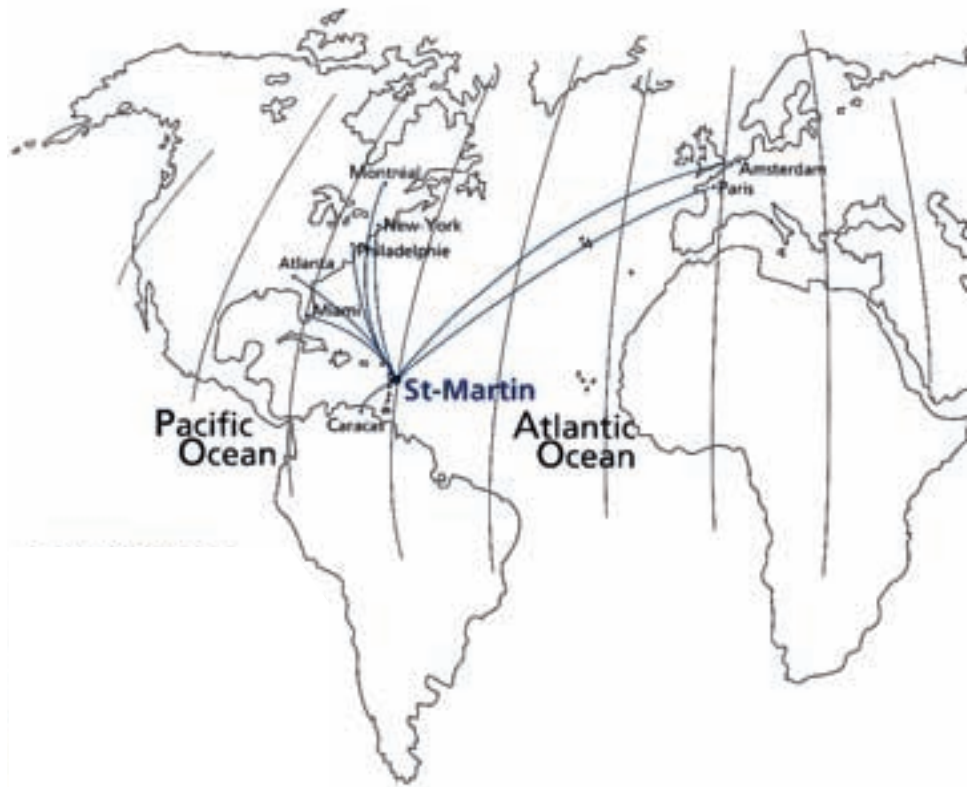 Montréal
Amsterdam
Paris
New-York
Philadelphie
Atlanta
Miami
St-Martin
Caracas
Pacific
Ocean
Atlantic
Ocean